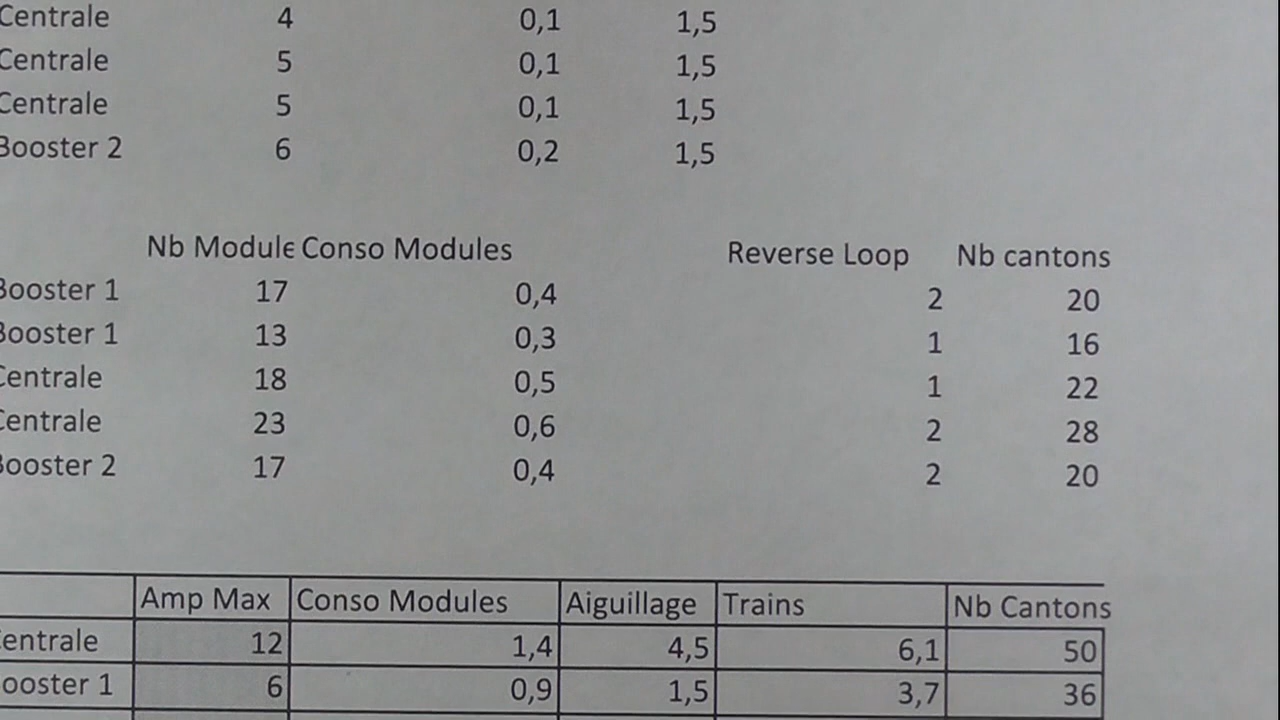 Centrale 4 0,1 1,5
Centrale 5 0,1 1,5
Centrale 5 0,1 1,5
Booster 2 6 0,2 1,5
Nb Module Conso Modules Reverse Loop Nb cantons
Booster 1 17 0,4 2 20
Booster 1 13 0,3 1 16
Centrale 18 0,5 1 22
Centrale 23 0,6 2 28
Booster 2 17 0,4 2 20
Amp Max Conso Modules Aiguillage Trains Nb Cantons
entrale 12 1,4 4,5 6,1 50
ooster 1 6 0,9 1,5 3,7 36